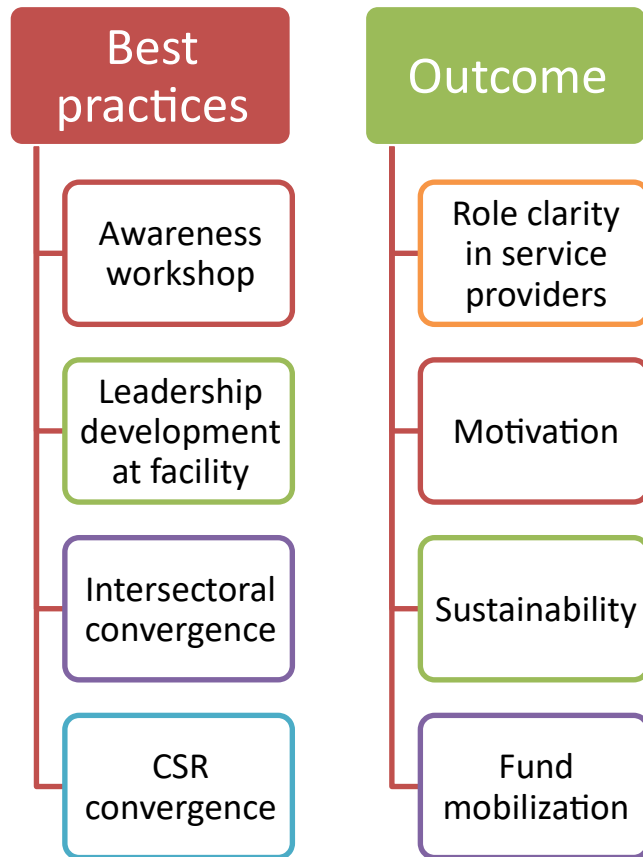 Best
practices
Awareness
workshop
Leadership
development
at facility
Intersectoral
convergence
CSR
convergence
Outcome
Role clarity
in service
providers
Motivation
Sustainability
Fund
mobilization